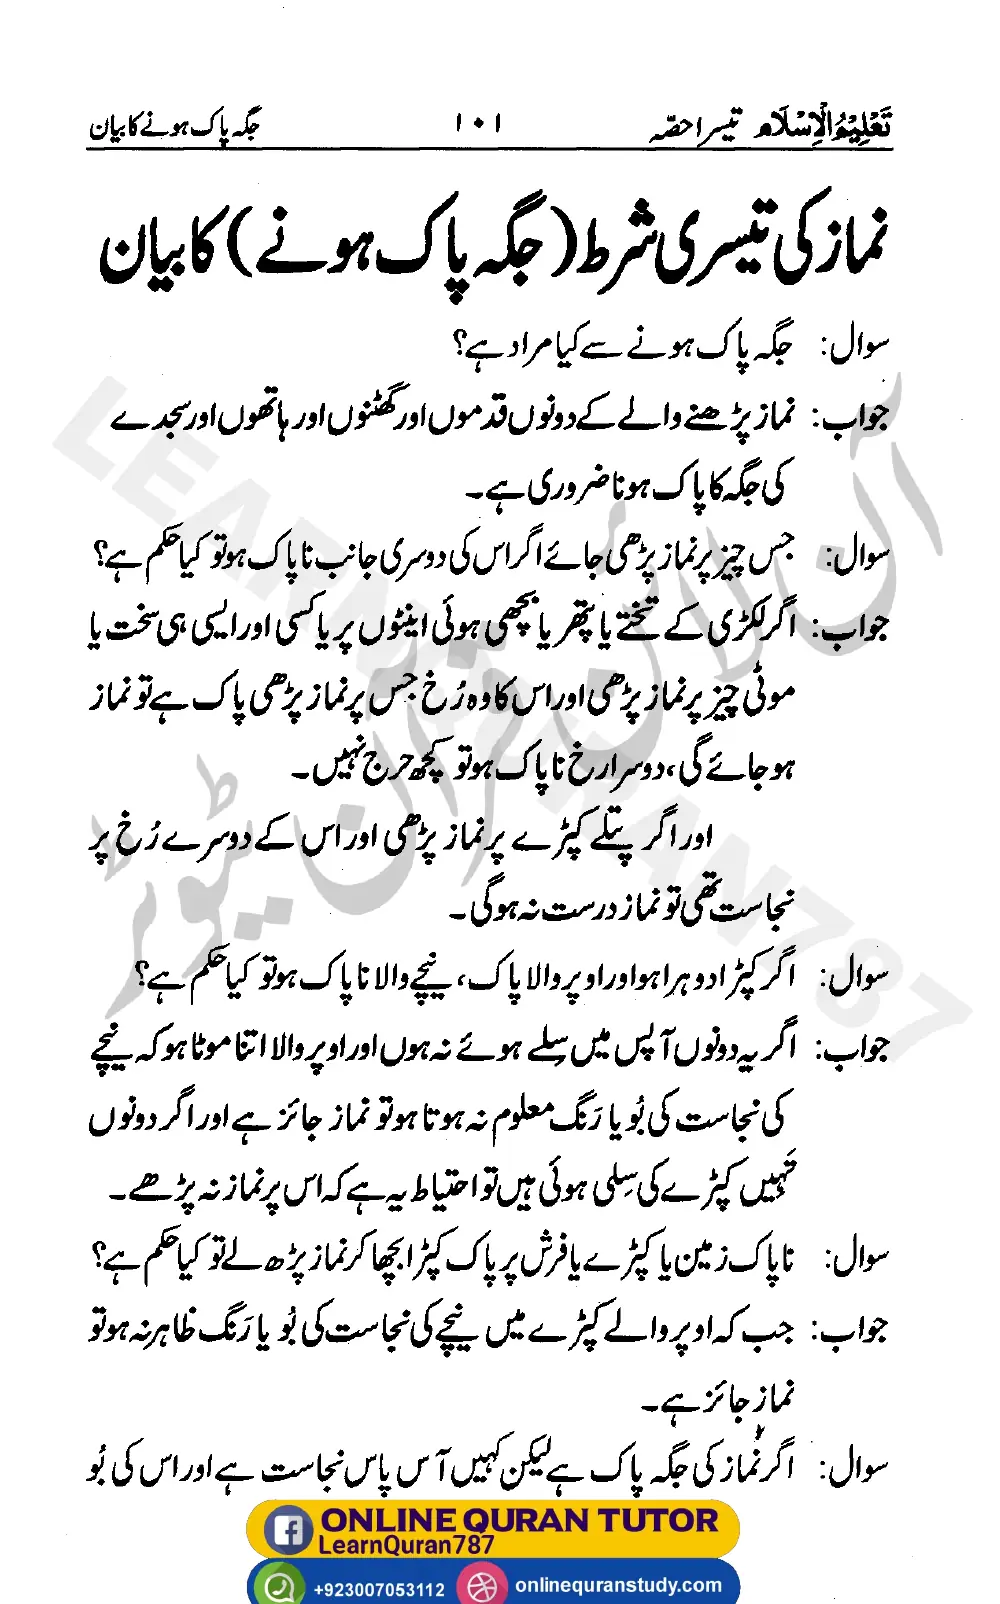 تَعْلِیْمُ الْاِسْلَام تیسرا حصّہ ۱۰۱ جگہ پاک ہونے کا بیان
نماز کی تیسری شرط (جگہ پاک ہونے) کا بیان
سوال: جگہ پاک ہونے سے کیا مراد ہے؟
جواب: نماز پڑھنے والے کے دونوں قدموں اور گھٹنوں اور ہاتھوں اور سجدے
کی جگہ کا پاک ہونا ضروری ہے۔
سوال: جس چیز پر نماز پڑھی جائے اگر اس کی دوسری جانب ناپاک ہو تو کیا حکم ہے؟
جواب: اگر لکڑی کے تختے یا پتھر یا بچھی ہوئی اینٹوں پر یا کسی اور ایسی ہی سخت یا
موٹی چیز پر نماز پڑھی اور اس کا وہ رُخ جس پر نماز پڑھی پاک ہے تو نماز
ہو جائے گی، دوسرا رخ ناپاک ہو تو کچھ حرج نہیں۔
اور اگر پتلے کپڑے پر نماز پڑھی اور اس کے دوسرے رُخ پر
نجاست تھی تو نماز درست نہ ہوگی۔
سوال: اگر کپڑا دوہرا ہو اور اوپر والا پاک، نیچے والا ناپاک ہو تو کیا حکم ہے؟
جواب: اگر یہ دونوں آپس میں سلے ہوئے نہ ہوں اور اوپر والا اتنا موٹا ہو کہ نیچے
کی نجاست کی بُو یا رَنگ معلوم نہ ہوتا ہو تو نماز جائز ہے اور اگر دونوں
تَہیں کپڑے کی سِلی ہوئی ہیں تو احتیاط یہ ہے کہ اس پر نماز نہ پڑھے۔
سوال: ناپاک زمین یا کپڑے یا فرش پر پاک کپڑا بچھا کر نماز پڑھ لے تو کیا حکم ہے؟
جواب: جب کہ اوپر والے کپڑے میں نیچے کی نجاست کی بُو یا رَنگ ظاہر نہ ہو تو
نماز جائز ہے۔
سوال: اگر نماز کی جگہ پاک ہے لیکن کہیں آس پاس نجاست ہے اور اس کی بُو
آن لائن قرآن ٹیوٹر
LEARNQURAN787
ONLINE QURAN TUTOR
LearnQuran787
+923007053112 onlinequranstudy.com